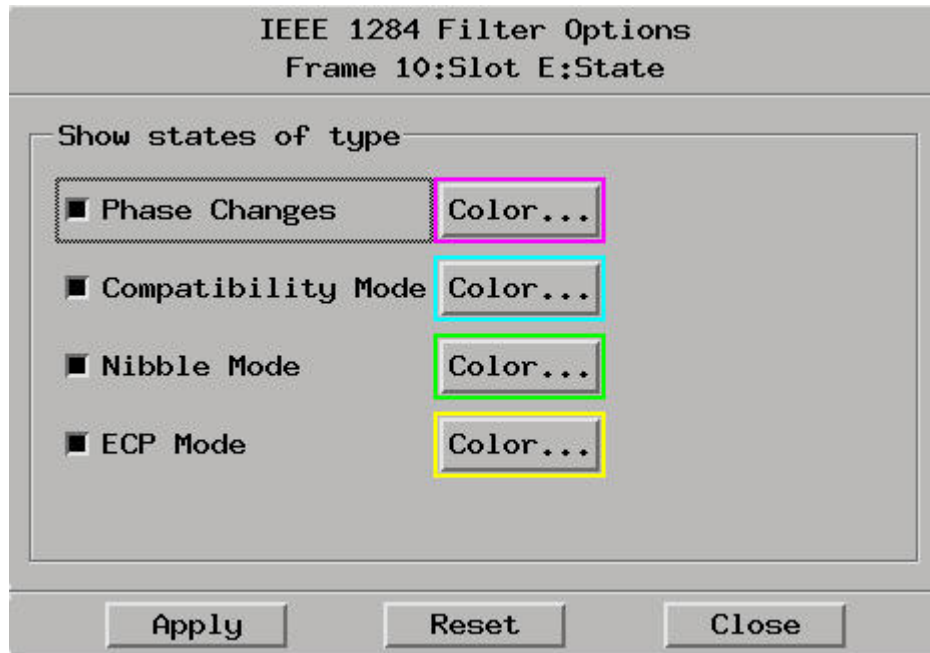 IEEE 1284 Filter Options
Frame 10:Slot E:State
Show states of type
Phase Changes Color...
Compatibility Mode Color...
Nibble Mode Color...
ECP Mode Color...
Apply Reset Close